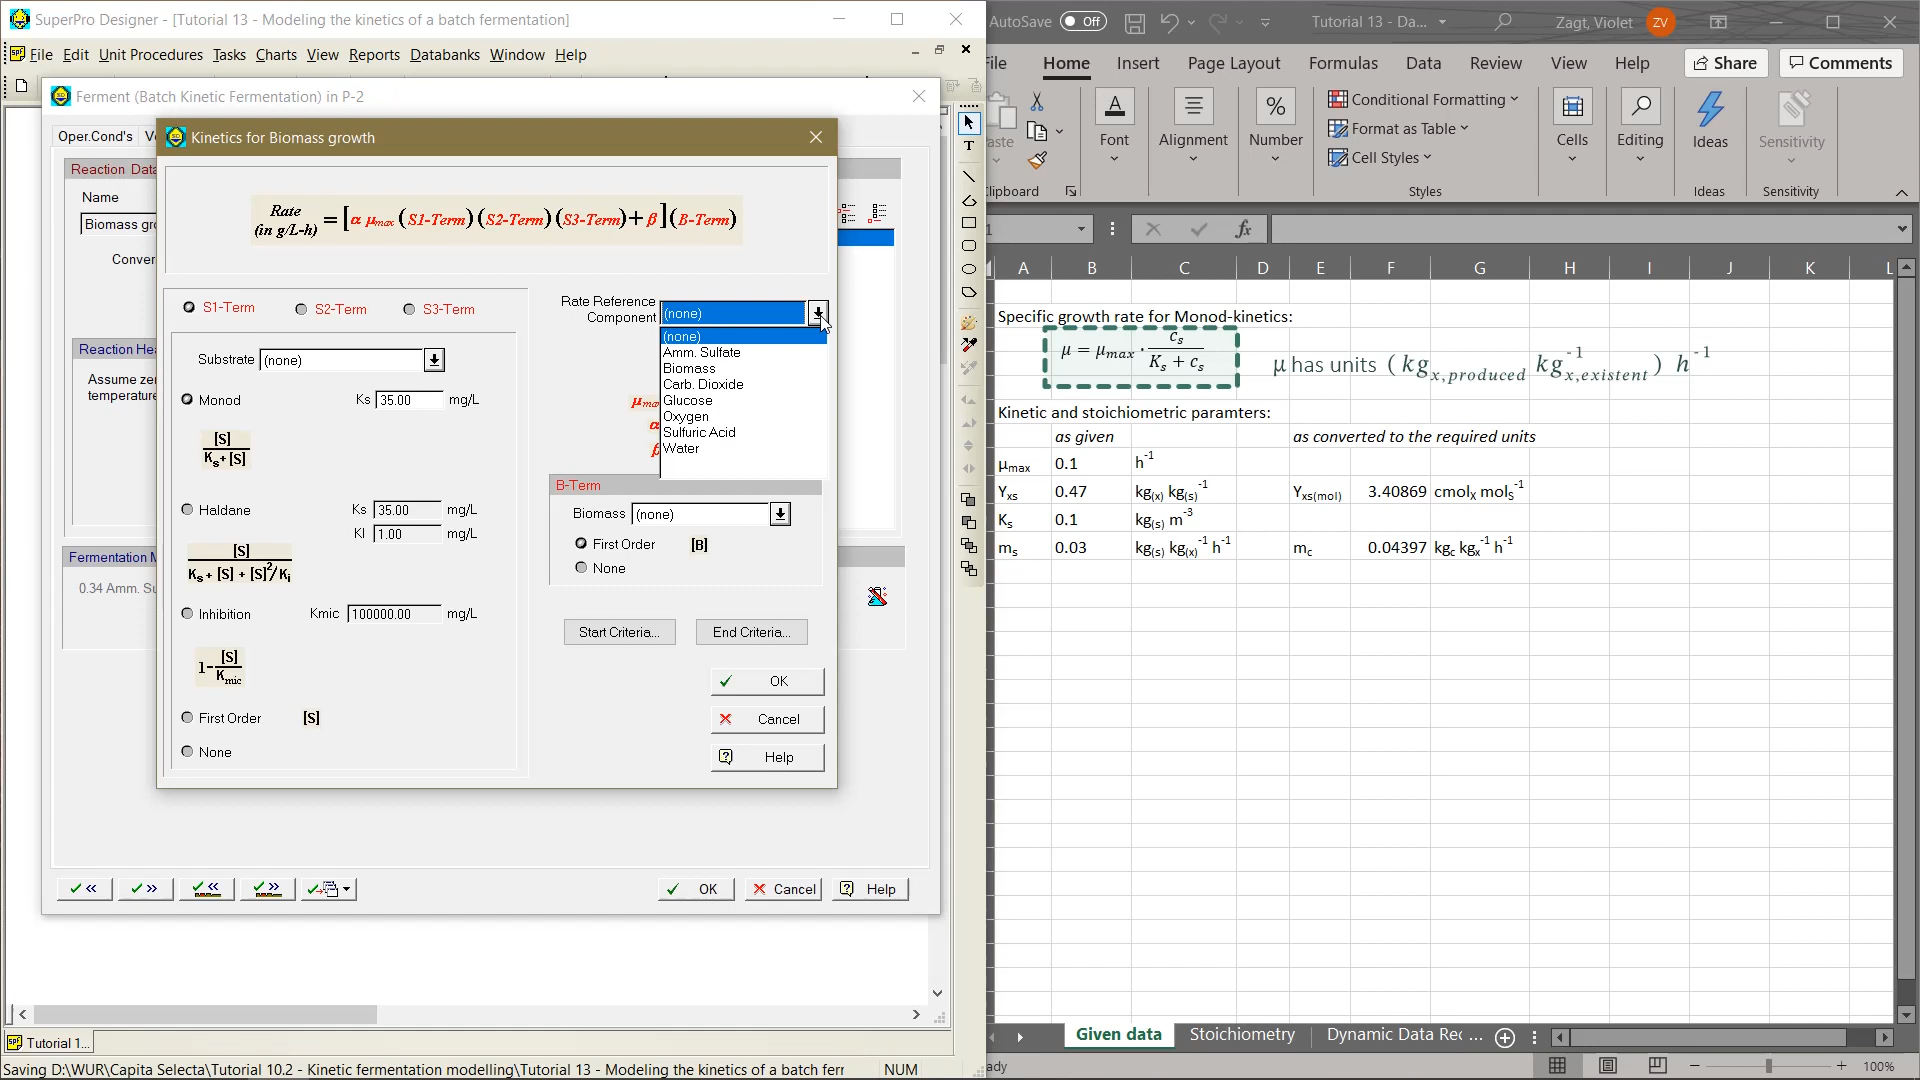 SuperPro Designer - [Tutorial 13 - Modeling the kinetics of a batch fermentation]
File Edit Unit Procedures Tasks Charts View Reports Databanks Window Help
Ferment (Batch Kinetic Fermentation) in P-2
Oper.Cond's
Kinetics for Biomass growth
Reaction Data
Name
Biomass gro
Conver
Rate (in g/L-h) = [α μmax (S1-Term) (S2-Term) (S3-Term) + β] (B-Term)
S1-Term S2-Term S3-Term
Rate Reference Component (none)
(none)
Amm. Sulfate
Biomass
Carb. Dioxide
Glucose
Oxygen
Sulfuric Acid
Water
Reaction Hea
Assume zer
temperature
Substrate (none)
Monod Ks 35.00 mg/L
[S]
Ks + [S]
μmax
α
β
B-Term
Biomass (none)
First Order [B]
None
Haldane Ks 35.00 mg/L
KI 1.00 mg/L
[S]
Ks + [S] + [S]²/Ki
Fermentation M
0.34 Amm. Su
Inhibition Kmic 100000.00 mg/L
1-[S]
Kmic
Start Criteria... End Criteria...
First Order [S]
None
OK
Cancel
Help
OK Cancel Help
Tutorial 1...
Saving D:\WUR\Capita Selecta\Tutorial 10.2 - Kinetic fermentation modelling\Tutorial 13 - Modeling the kinetics of a batch ferr NUM
AutoSave Off Tutorial 13 - Da... Zagt, Violet ZV
ile Home Insert Page Layout Formulas Data Review View Help Share Comments
aste
Font Alignment Number
Conditional Formatting
Format as Table
Cell Styles
Cells Editing Ideas Sensitivity
lipboard Styles Ideas Sensitivity
1 fx
A B C D E F G H I J K L
Specific growth rate for Monod-kinetics:
μ = μmax · cs / (Ks + cs)
μ has units ( kg x,produced kg⁻¹ x,existent ) h⁻¹
Kinetic and stoichiometric paramters:
as given as converted to the required units
μmax 0.1 h⁻¹
Yxs 0.47 kg(x) kg(s)⁻¹ Yxs(mol) 3.40869 cmolX molS⁻¹
Ks 0.1 kg(s) m⁻³
ms 0.03 kg(s) kg(x)⁻¹ h⁻¹ mc 0.04397 kgc kgx⁻¹ h⁻¹
Given data Stoichiometry Dynamic Data Rec ...
ady 100%